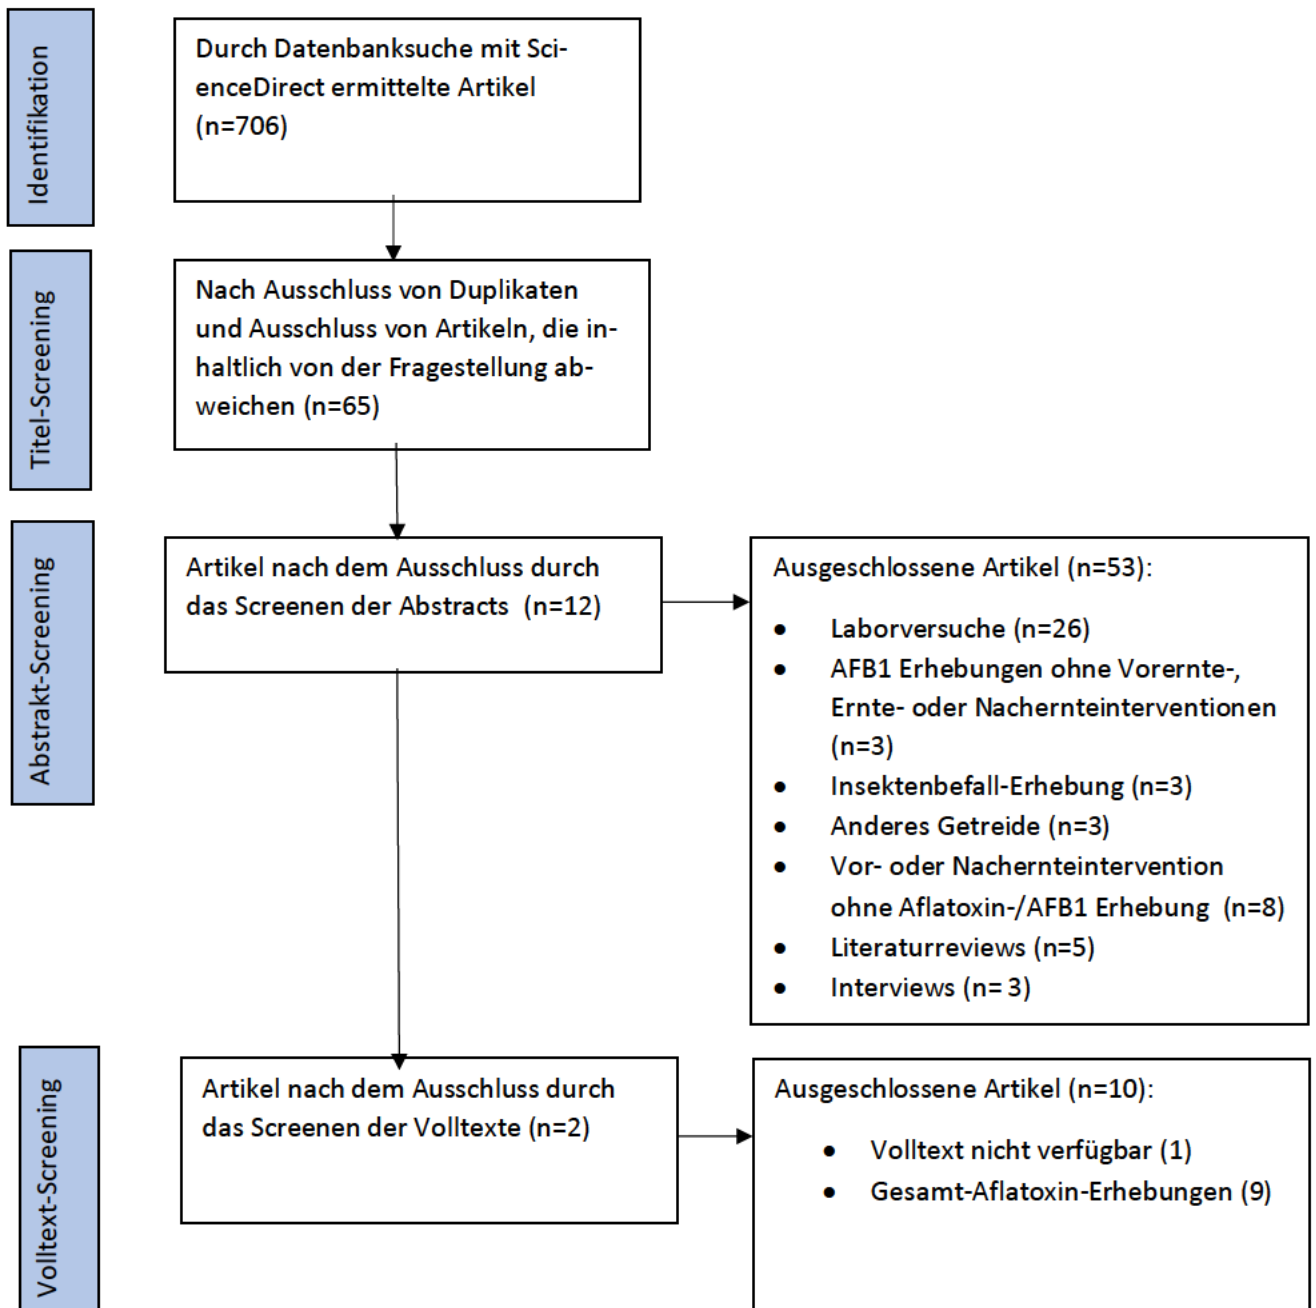 Identifikation
Durch Datenbanksuche mit Sci-
enceDirect ermittelte Artikel
(n=706)
Titel-Screening
Nach Ausschluss von Duplikaten
und Ausschluss von Artikeln, die in-
haltlich von der Fragestellung ab-
weichen (n=65)
Abstrakt-Screening
Artikel nach dem Ausschluss durch
das Screenen der Abstracts  (n=12)
Ausgeschlossene Artikel (n=53):
• Laborversuche (n=26)
• AFB1 Erhebungen ohne Vorernte-,
Ernte- oder Nachernteinterventionen
(n=3)
• Insektenbefall-Erhebung (n=3)
• Anderes Getreide (n=3)
• Vor- oder Nachernteintervention
ohne Aflatoxin-/AFB1 Erhebung  (n=8)
• Literaturreviews (n=5)
• Interviews (n= 3)
Volltext-Screening
Artikel nach dem Ausschluss durch
das Screenen der Volltexte (n=2)
Ausgeschlossene Artikel (n=10):
• Volltext nicht verfügbar (1)
• Gesamt-Aflatoxin-Erhebungen (9)